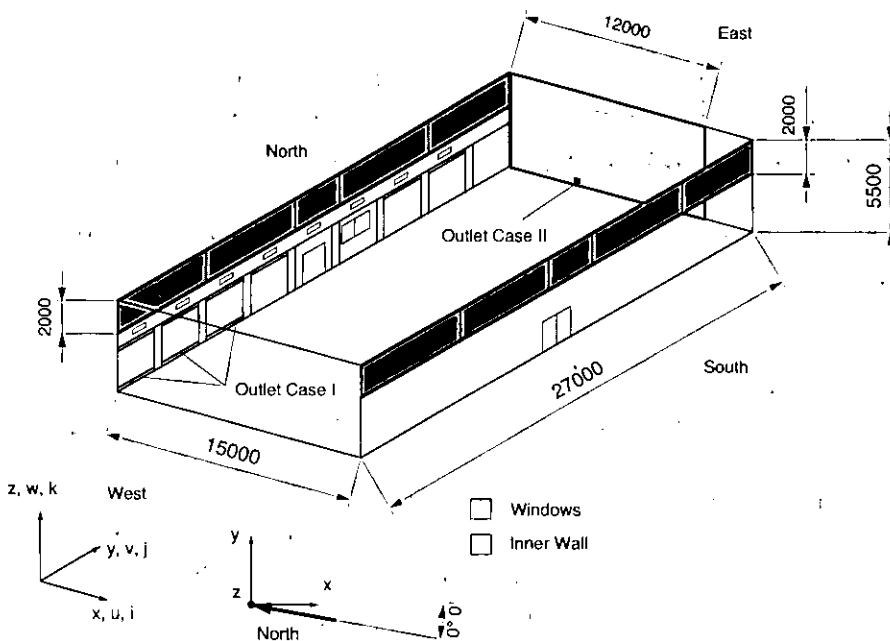 12000
East
2000
North
5500
Outlet Case II
2000
Outlet Case I
South
27000
15000
z, w, k
West
Windows
y
y, v, j
Inner Wall
z
x
x, u, i
North
0° 0'